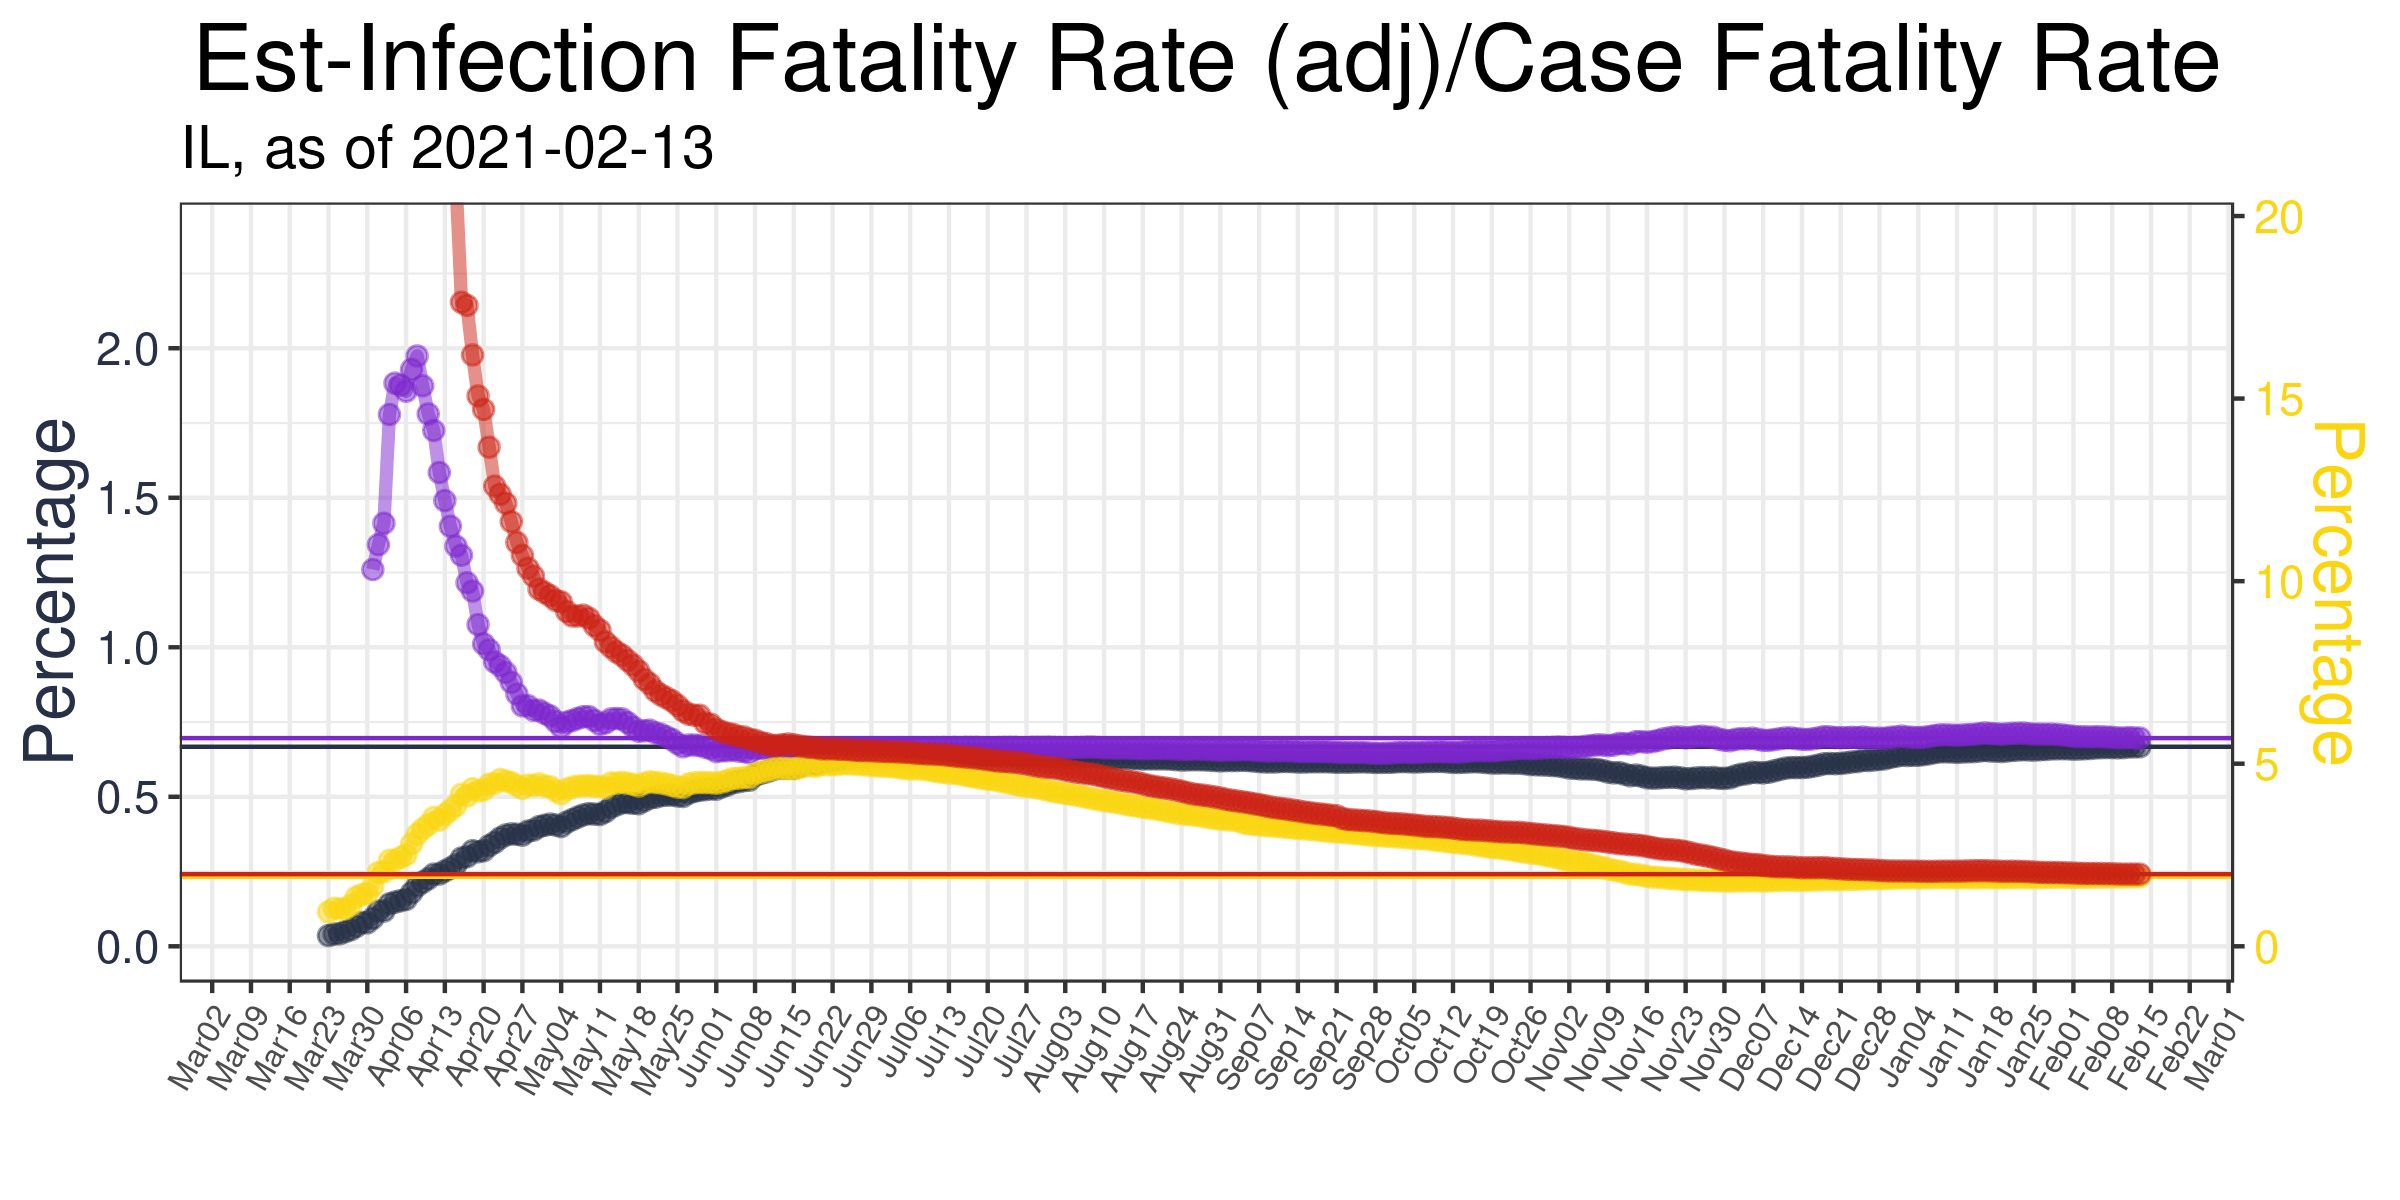 Est-Infection Fatality Rate (adj)/Case Fatality Rate
IL, as of 2021-02-13
Percentage
2.0
1.5
1.0
0.5
0.0
20
15
10
5
0
Percentage
Mar02
Mar09
Mar16
Mar23
Mar30
Apr06
Apr13
Apr20
Apr27
May04
May11
May18
May25
Jun01
Jun08
Jun15
Jun22
Jun29
Jul06
Jul13
Jul20
Jul27
Aug03
Aug10
Aug17
Aug24
Aug31
Sep07
Sep14
Sep21
Sep28
Oct05
Oct12
Oct19
Oct26
Nov02
Nov09
Nov16
Nov23
Nov30
Dec07
Dec14
Dec21
Dec28
Jan04
Jan11
Jan18
Jan25
Feb01
Feb08
Feb15
Feb22
Mar01